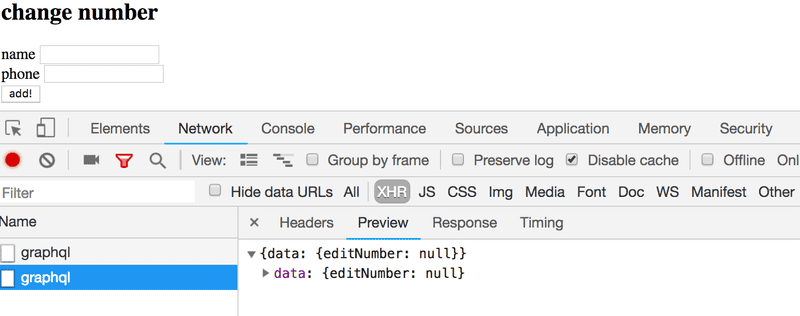 change number
name
phone
add!
Elements Network Console Performance Sources Application Memory Security
View: Group by frame Preserve log Disable cache Offline Onl
Filter Hide data URLs All XHR JS CSS Img Media Font Doc WS Manifest Other
Name × Headers Preview Response Timing
graphql ▼{data: {editNumber: null}}
graphql ▶data: {editNumber: null}